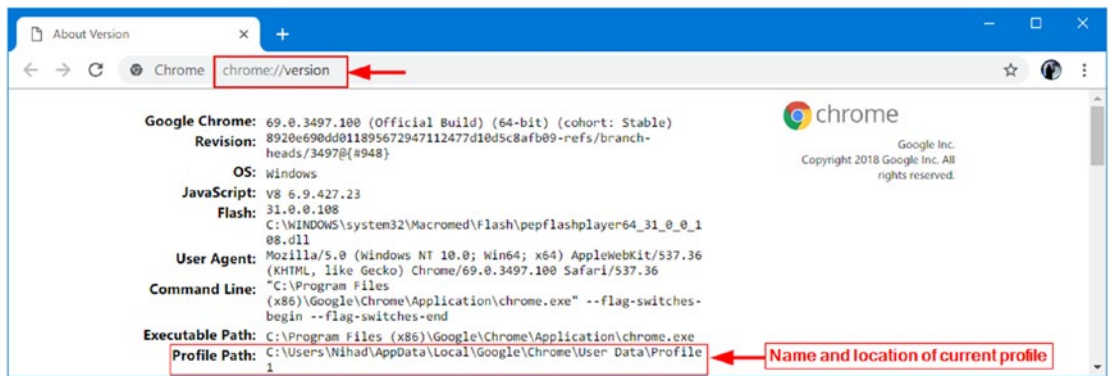 About Version
Chrome chrome://version
Google Chrome: 69.0.3497.100 (Official Build) (64-bit) (cohort: Stable)
Revision: 8920e690dd011895672947112477d10d5c8afb09-refs/branch-
heads/3497@{#948}
OS: Windows
JavaScript: V8 6.9.427.23
Flash: 31.0.0.108
C:\WINDOWS\system32\Macromed\Flash\pepflashplayer64_31_0_0_1
08.dll
User Agent: Mozilla/5.0 (Windows NT 10.0; Win64; x64) AppleWebKit/537.36
(KHTML, like Gecko) Chrome/69.0.3497.100 Safari/537.36
Command Line: "C:\Program Files
(x86)\Google\Chrome\Application\chrome.exe" --flag-switches-
begin --flag-switches-end
Executable Path: C:\Program Files (x86)\Google\Chrome\Application\chrome.exe
Profile Path: C:\Users\Nihad\AppData\Local\Google\Chrome\User Data\Profile
1
chrome
Google Inc.
Copyright 2018 Google Inc. All
rights reserved.
Name and location of current profile